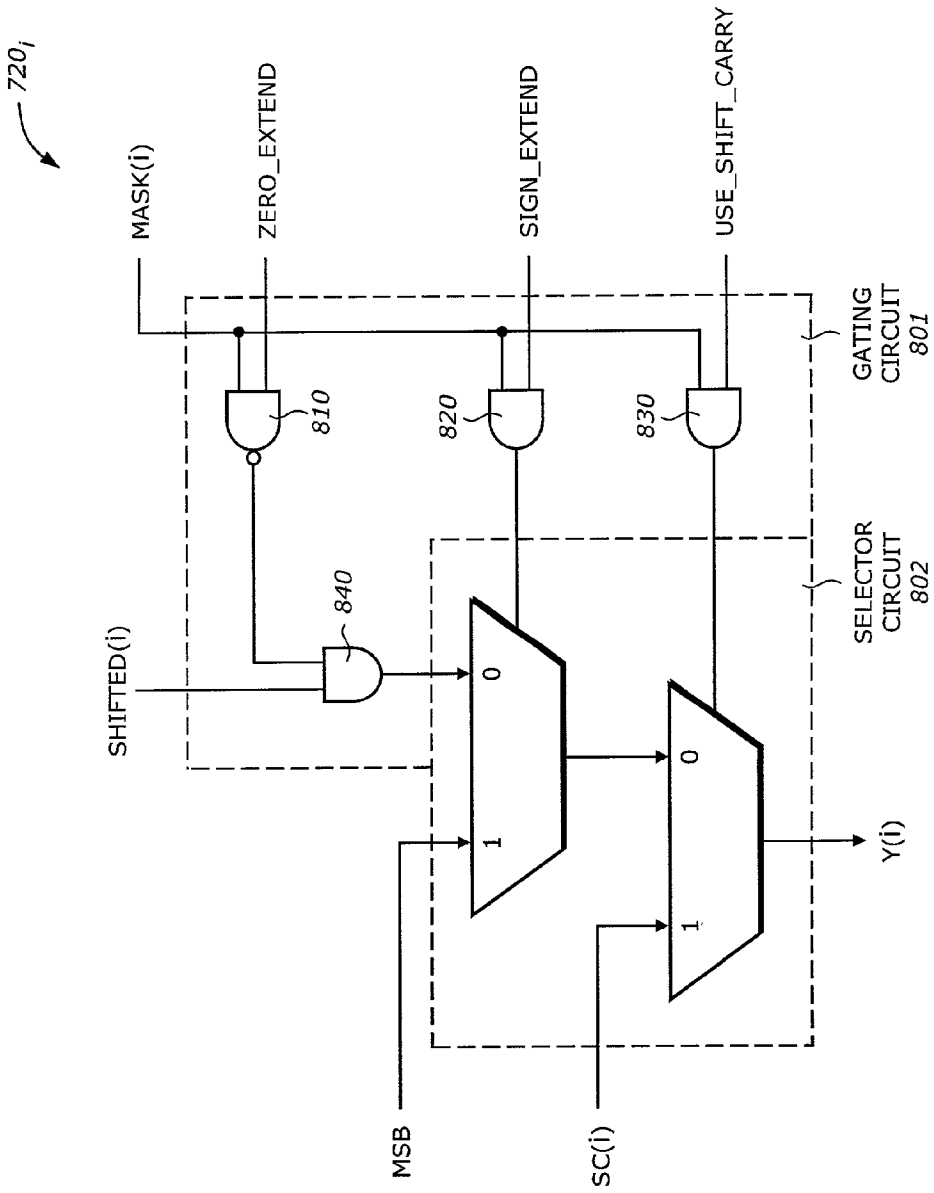 720i
MASK(i)
ZERO_EXTEND
SIGN_EXTEND
USE_SHIFT_CARRY
810
820
830
GATING
CIRCUIT
801
SHIFTED(i)
840
SELECTOR
CIRCUIT
802
0
1
0
1
MSB
SC(i)
Y(i)